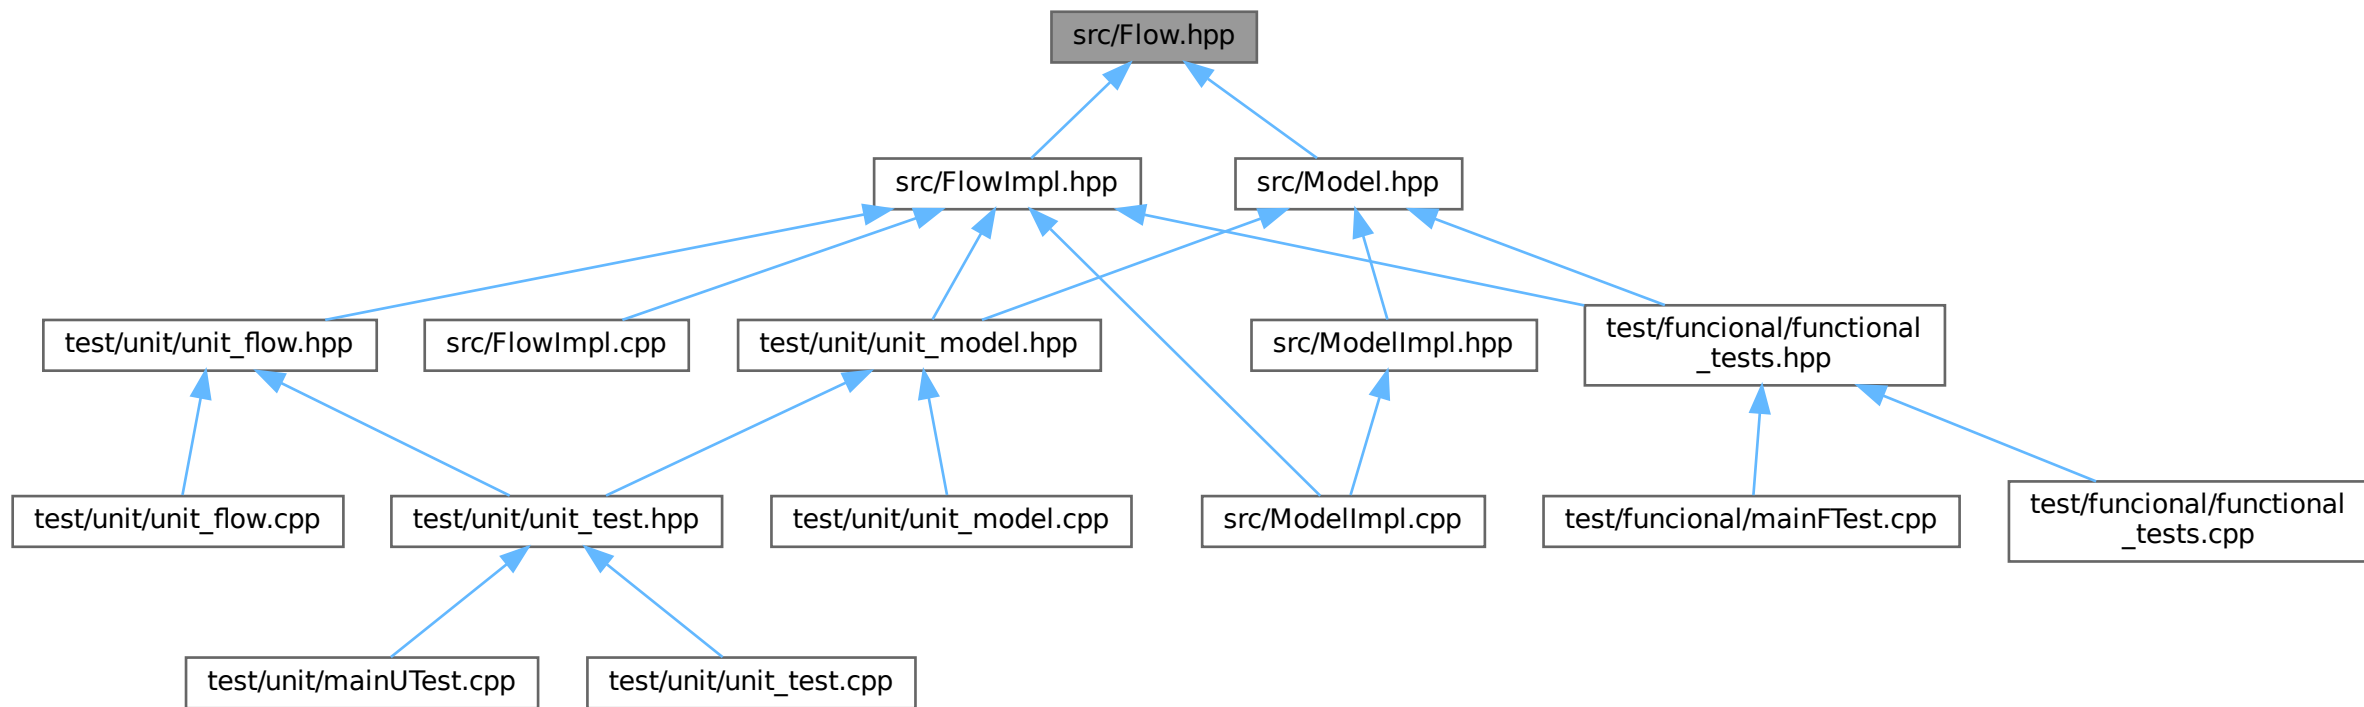 src/Flow.hpp
src/FlowImpl.hpp
src/Model.hpp
test/unit/unit_flow.hpp
src/FlowImpl.cpp
test/unit/unit_model.hpp
src/ModelImpl.hpp
test/funcional/functional
_tests.hpp
test/unit/unit_flow.cpp
test/unit/unit_test.hpp
test/unit/unit_model.cpp
src/ModelImpl.cpp
test/funcional/mainFTest.cpp
test/funcional/functional
_tests.cpp
test/unit/mainUTest.cpp
test/unit/unit_test.cpp